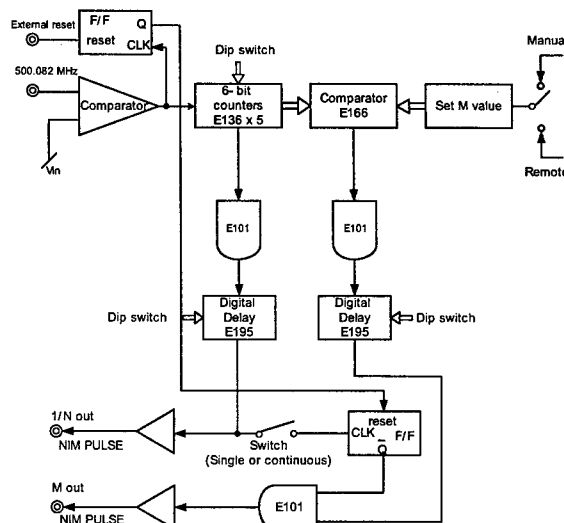 External reset
F/F Q
reset
CLK
500.082 MHz
Comparator
Vin
Dip switch
6- bit
counters
E136 x 5
Comparator
E166
Set M value
Manua
Remote
E101
E101
Dip switch
Digital
Delay
E195
Digital
Delay
E195
Dip switch
1/N out
NIM PULSE
Switch
(Single or continuous)
reset
CLK F/F
Q
M out
NIM PULSE
E101